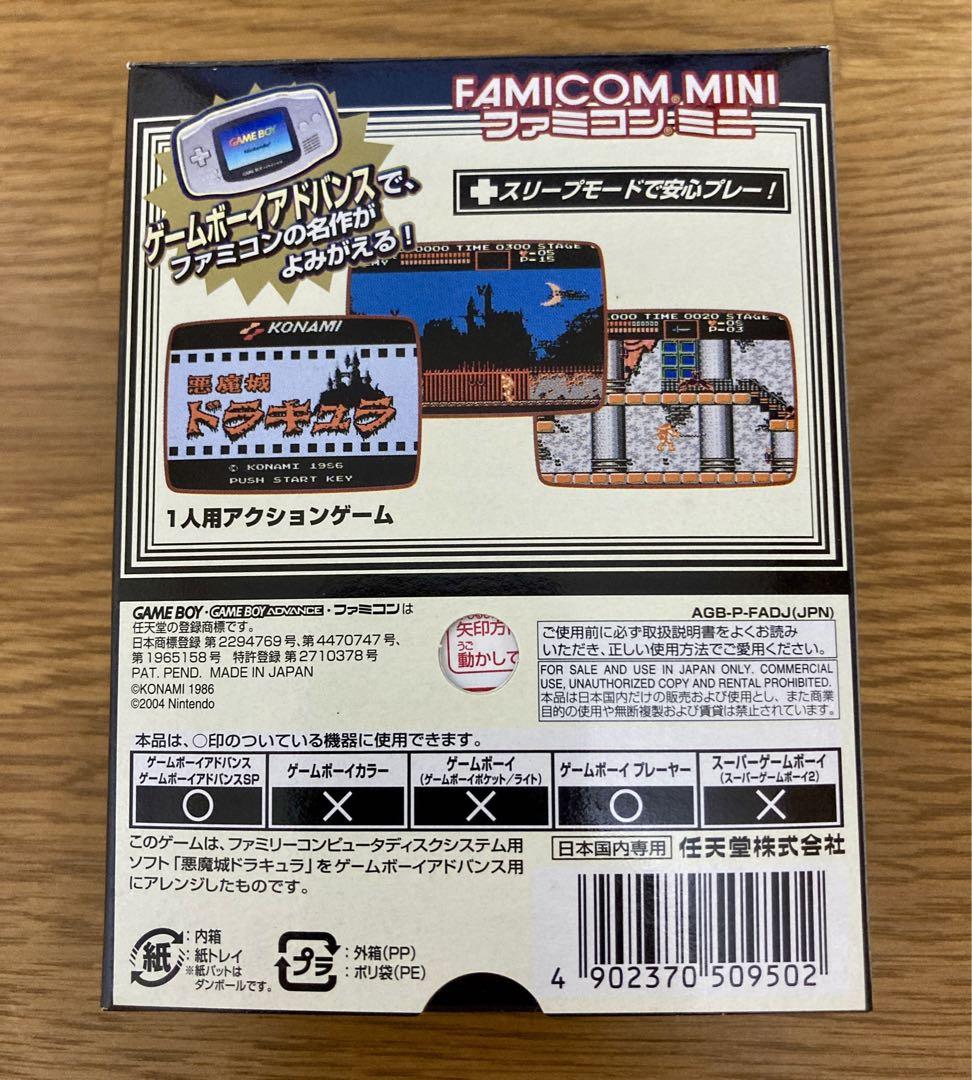 FAMICOM MINI
ファミコン ミニ
GAME BOY
Nintendo
ゲームボーイアドバンスで、
ファミコンの名作が
よみがえる!
スリープモードで安心プレー!
0000 TIME 0300 STAGE
-05
P-15
000 TIME 0020 STAGE
-05
P-03
KONAMI
悪魔城
ドラキュラ
© KONAMI 1986
PUSH START KEY
1人用アクションゲーム
GAME BOY・GAME BOY ADVANCE・ファミコンは
任天堂の登録商標です。
日本商標登録 第2294769号、第4470747号、
第1965158号 特許登録 第2710378号
PAT. PEND. MADE IN JAPAN
©KONAMI 1986
©2004 Nintendo
矢印方
うご
動かして
AGB-P-FADJ(JPN)
ご使用前に必ず取扱説明書をよくお読み
いただき、正しい使用方法でご愛用ください。
FOR SALE AND USE IN JAPAN ONLY. COMMERCIAL
USE, UNAUTHORIZED COPY AND RENTAL PROHIBITED.
本品は日本国内だけの販売および使用とし、また商業
目的の使用や無断複製および賃貸は禁止されています。
本品は、○印のついている機器に使用できます。
ゲームボーイアドバンス
ゲームボーイアドバンスSP
○
ゲームボーイカラー
×
ゲームボーイ
(ゲームボーイポケット/ライト)
×
ゲームボーイ プレーヤー
○
スーパーゲームボーイ
(スーパーゲームボーイ2)
×
このゲームは、ファミリーコンピュータディスクシステム用
ソフト「悪魔城ドラキュラ」をゲームボーイアドバンス用
にアレンジしたものです。
日本国内専用 任天堂株式会社
紙
:内箱
:紙トレイ
※紙パットは
ダンボールです。
プラ
:外箱(PP)
:ポリ袋(PE)
4 902370 509502